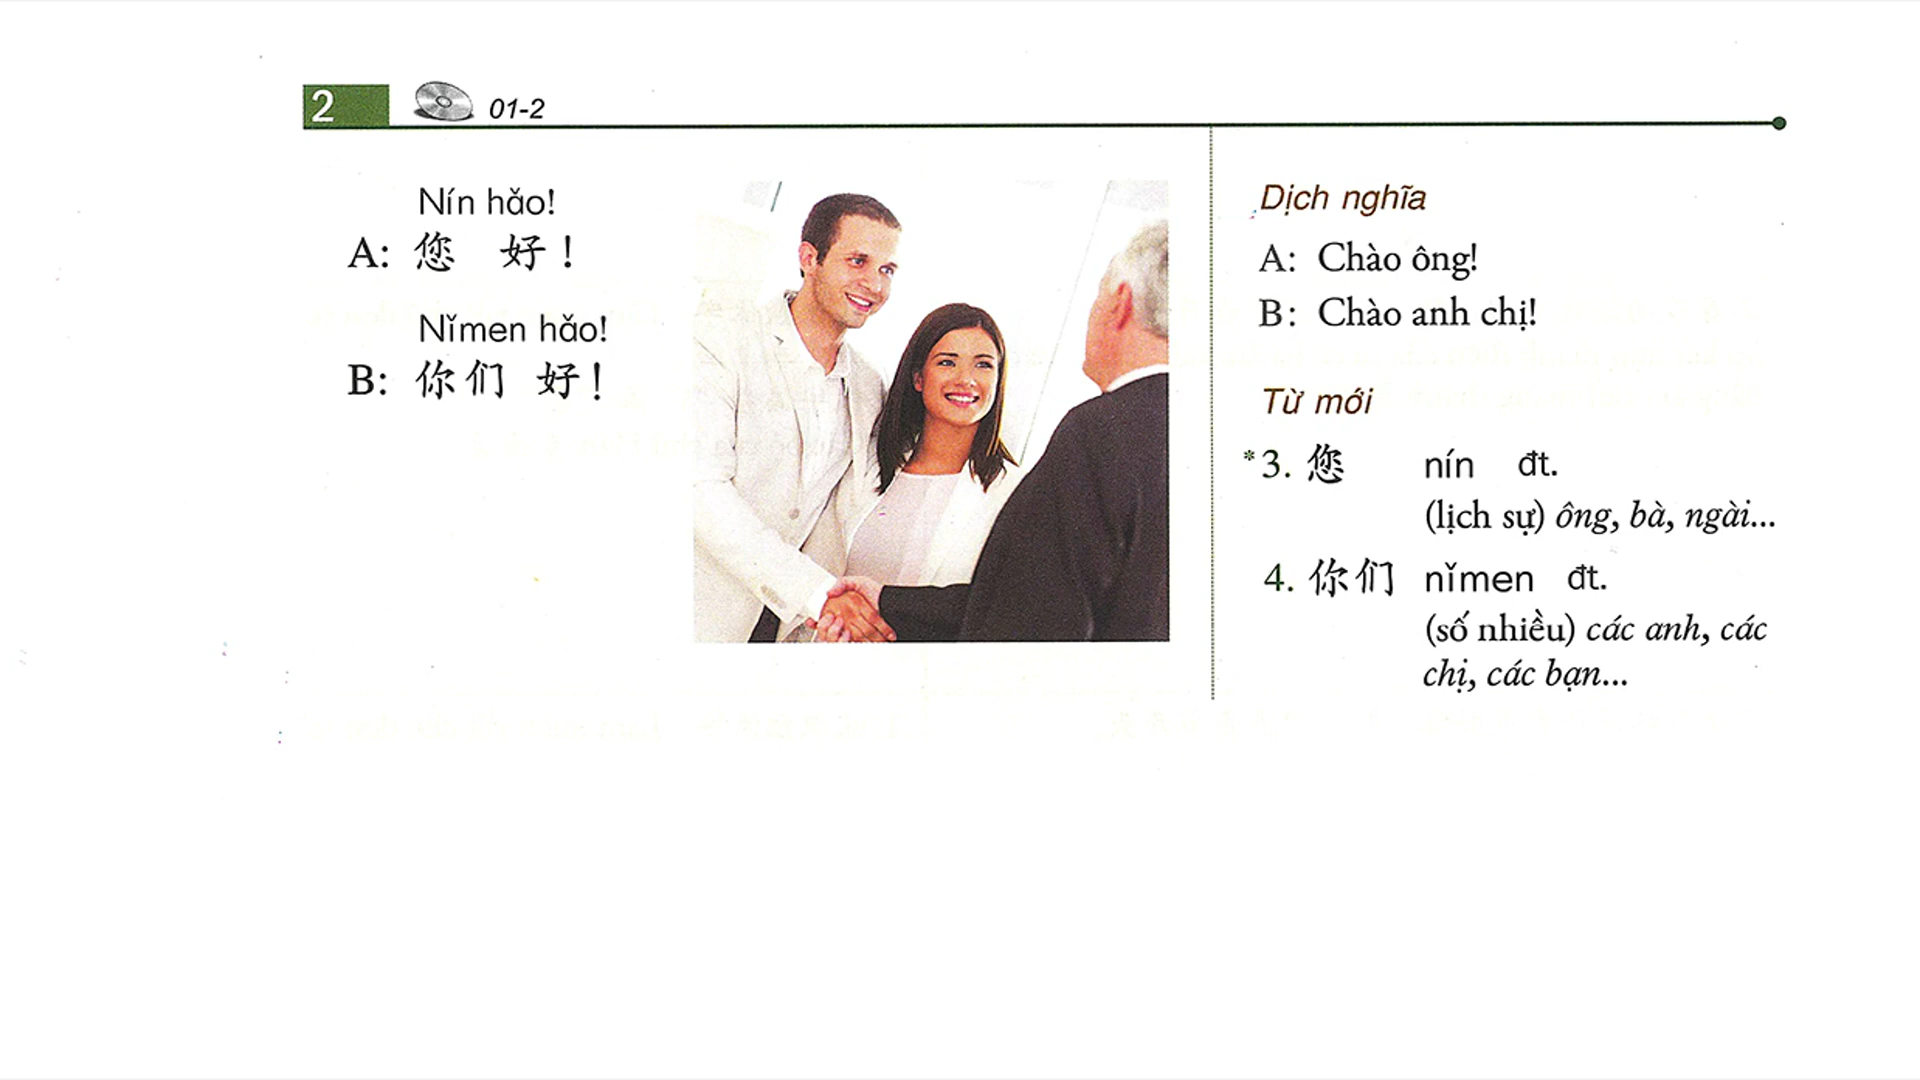 2
01-2
Nín hǎo!
A: 您 好！
Nǐmen hǎo!
B: 你们 好！
Dịch nghĩa
A: Chào ông!
B: Chào anh chị!
Từ mới
*3. 您 nín đt.
(lịch sự) ông, bà, ngài...
4. 你们 nǐmen đt.
(số nhiều) các anh, các
chị, các bạn...